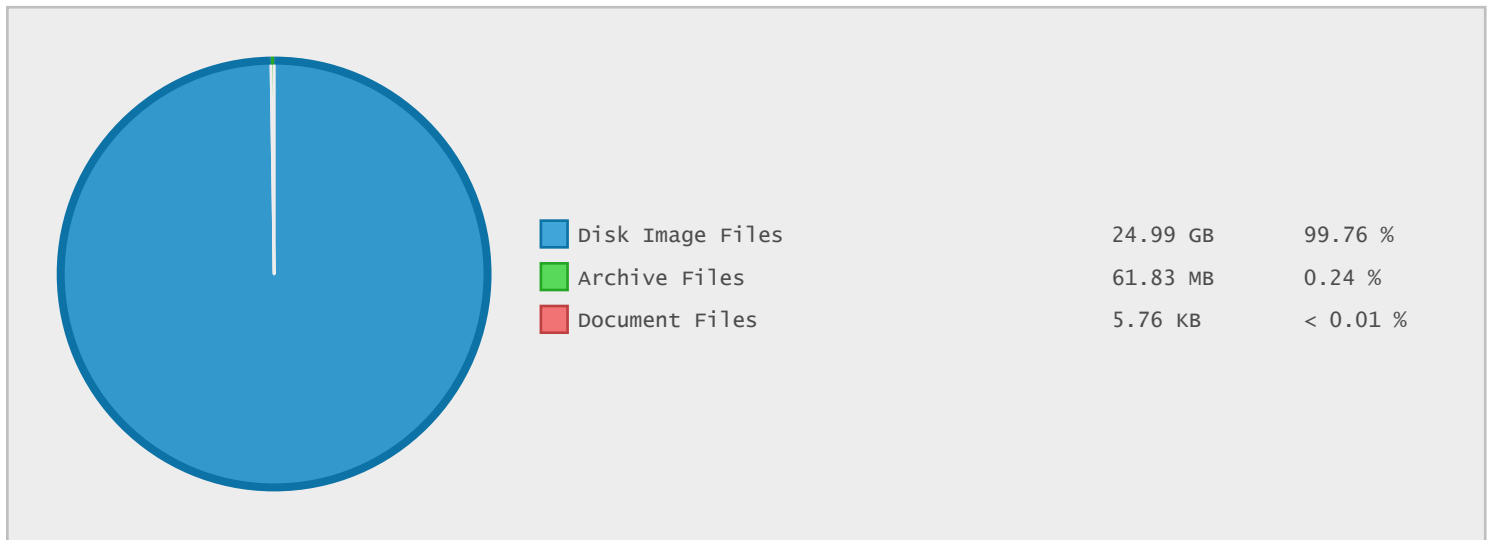 Disk Image Files 24.99 GB 99.76 %
Archive Files 61.83 MB 0.24 %
Document Files 5.76 KB < 0.01 %